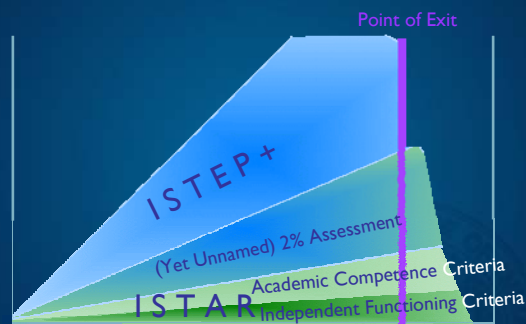 Point of Exit
ISTEP+
(Yet Unnamed) 2% Assessment
Academic Competence Criteria
ISTAR
Independent Functioning Criteria